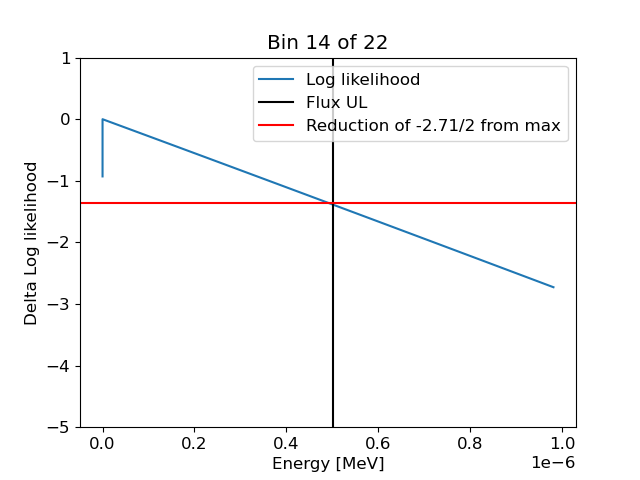 Bin 14 of 22
Log likelihood
Flux UL
Reduction of -2.71/2 from max
Delta Log likelihood
1
0
−1
−2
−3
−4
−5
0.0 0.2 0.4 0.6 0.8 1.0
1e−6
Energy [MeV]